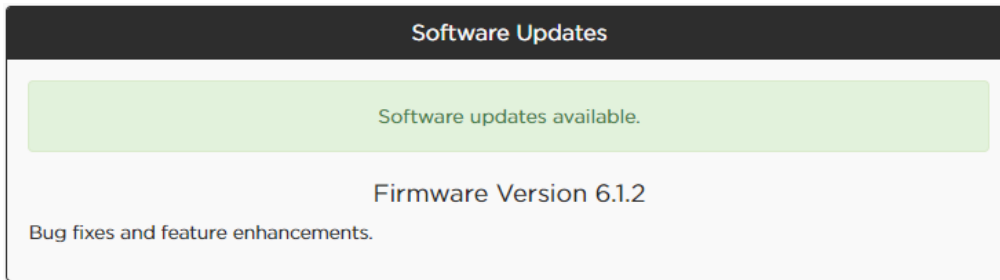 Software Updates
Software updates available.
Firmware Version 6.1.2
Bug fixes and feature enhancements.